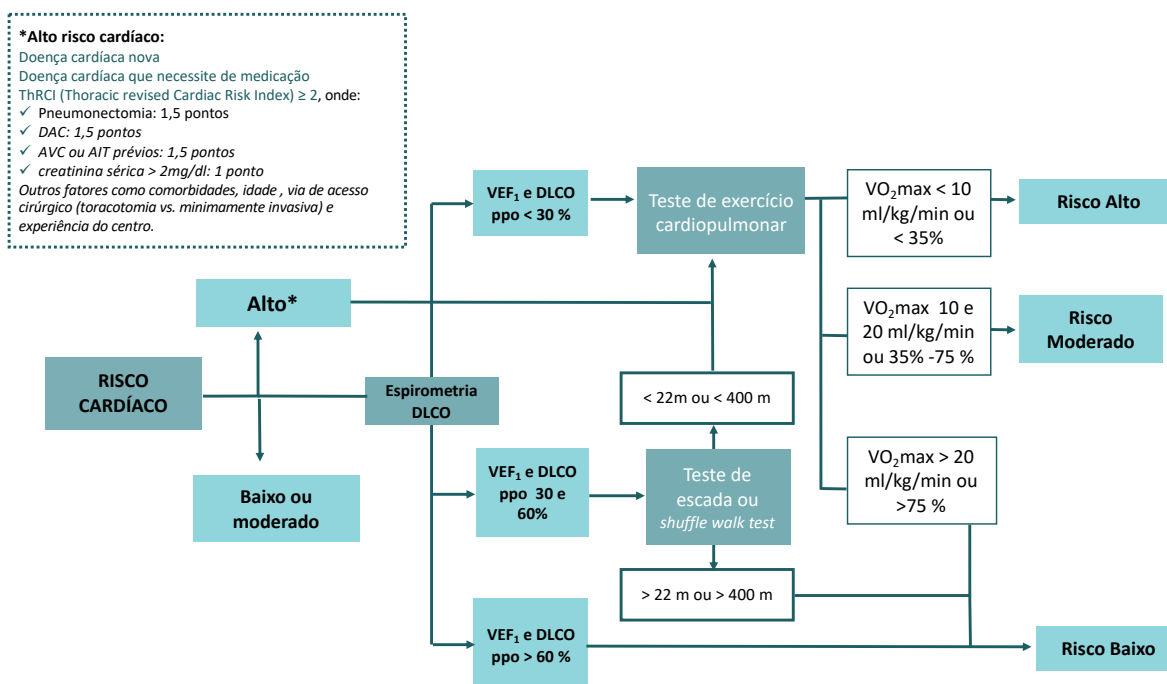 *Alto risco cardíaco:
Doença cardíaca nova
Doença cardíaca que necessite de medicação
ThRCI (Thoracic revised Cardiac Risk Index) ≥ 2, onde:
✓ Pneumonectomia: 1,5 pontos
✓ DAC: 1,5 pontos
✓ AVC ou AIT prévios: 1,5 pontos
✓ creatinina sérica > 2mg/dl: 1 ponto
Outros fatores como comorbidades, idade , via de acesso
cirúrgico (toracotomia vs. minimamente invasiva) e
experiência do centro.
RISCO
CARDÍACO
Alto*
Baixo ou
moderado
Espirometria
DLCO
VEF₁ e DLCO
ppo < 30 %
VEF₁ e DLCO
ppo 30 e
60%
VEF₁ e DLCO
ppo > 60 %
Teste de exercício
cardiopulmonar
< 22m ou < 400 m
Teste de
escada ou
shuffle walk test
> 22 m ou > 400 m
VO₂max < 10
ml/kg/min ou
< 35%
VO₂max 10 e
20 ml/kg/min
ou 35% -75 %
VO₂max > 20
ml/kg/min ou
>75 %
Risco Alto
Risco
Moderado
Risco Baixo